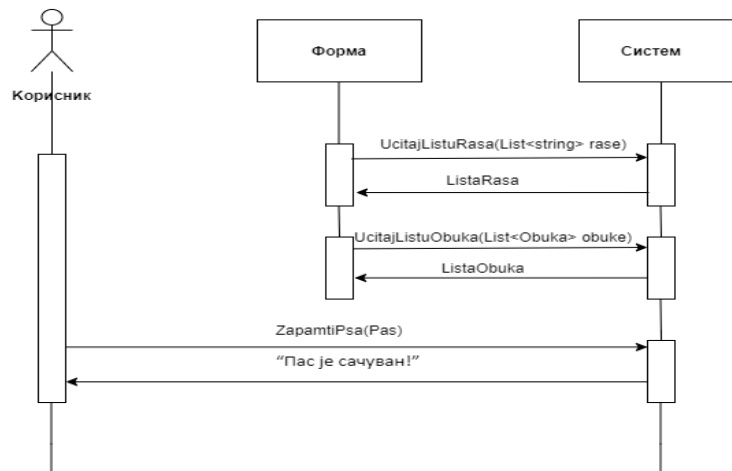 Форма
Систем
Корисник
UcitajListuRasa(List<string> rase)
ListaRasa
UcitajListuObuka(List<Obuka> obuke)
ListaObuka
ZapamtiPsa(Pas)
“Пас је сачуван!”